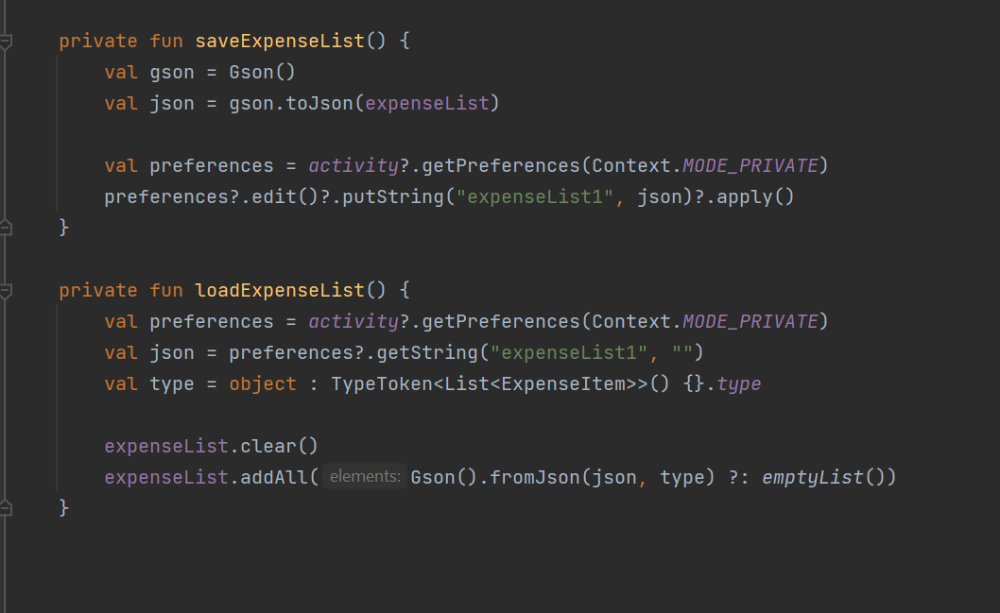 private fun saveExpenseList() {
    val gson = Gson()
    val json = gson.toJson(expenseList)
    val preferences = activity?.getPreferences(Context.MODE_PRIVATE)
    preferences?.edit()?.putString("expenseList1", json)?.apply()
}
private fun loadExpenseList() {
    val preferences = activity?.getPreferences(Context.MODE_PRIVATE)
    val json = preferences?.getString("expenseList1", "")
    val type = object : TypeToken<List<ExpenseItem>>() {}.type
    expenseList.clear()
    expenseList.addAll( elements: Gson().fromJson(json, type) ?: emptyList())
}